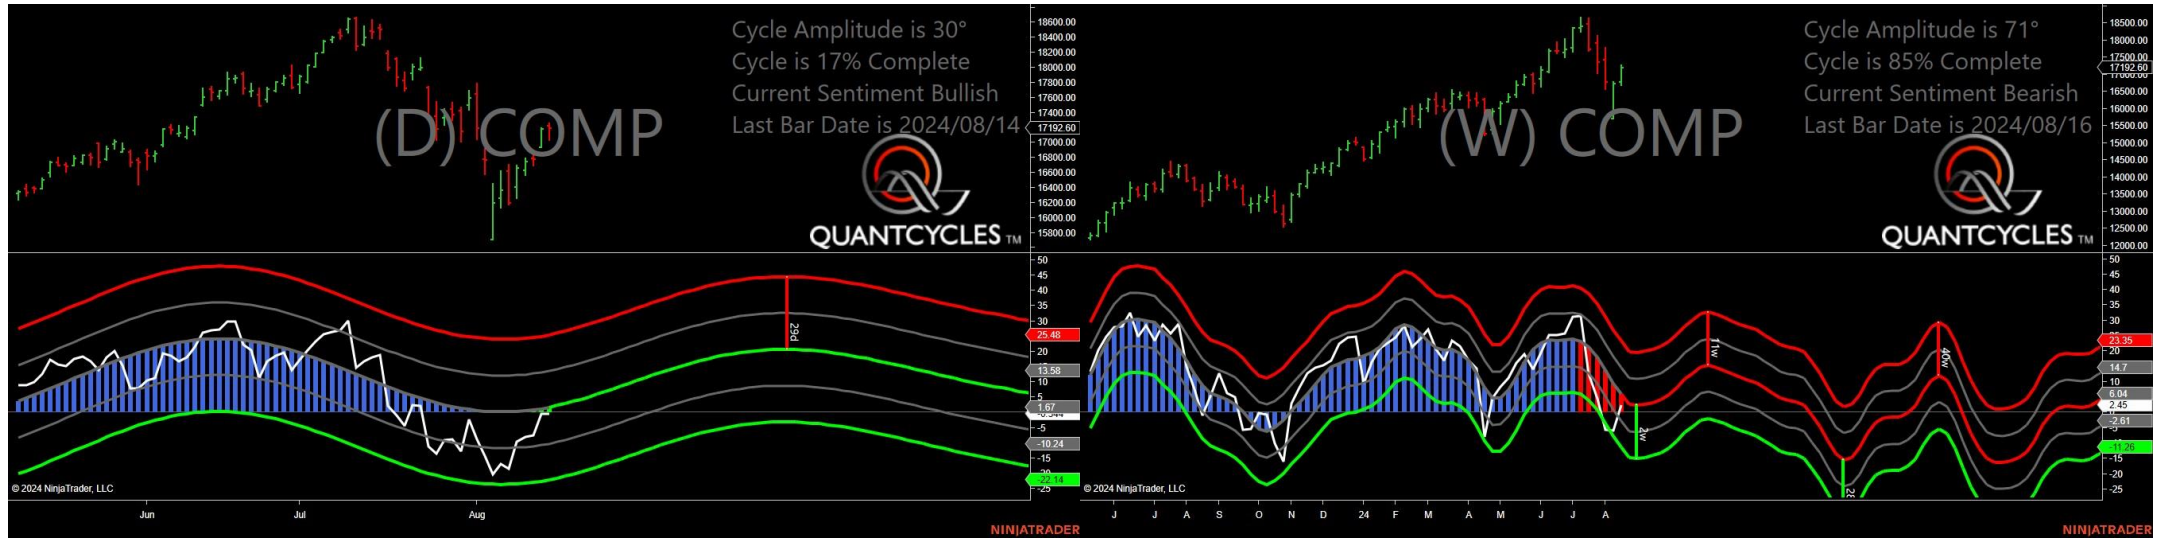 Cycle Amplitude is 30°
Cycle is 17% Complete
Current Sentiment Bullish
Last Bar Date is 2024/08/14
(D) COMP
QUANTCYCLES TM
18600.00
18400.00
18200.00
18000.00
17800.00
17600.00
17400.00
17192.60
17000.00
16800.00
16600.00
16400.00
16200.00
16000.00
15800.00
50
45
40
35
30
25.48
20
13.58
10
5
1.67
-5
-10.24
-15
-20
-22.14
-25
29d
© 2024 NinjaTrader, LLC
Jun Jul Aug
NINJATRADER
Cycle Amplitude is 71°
Cycle is 85% Complete
Current Sentiment Bearish
Last Bar Date is 2024/08/16
(W) COMP
QUANTCYCLES TM
18500.00
18000.00
17500.00
17192.60
17000.00
16500.00
16000.00
15500.00
15000.00
14500.00
14000.00
13500.00
13000.00
12500.00
12000.00
50
45
40
35
30
23.35
20
14.7
10
6.04
2.45
-2.61
-11.26
-15
-20
-25
11w
40w
2w
© 2024 NinjaTrader, LLC
J J A S O N D 24 F M A M J J A
NINJATRADER